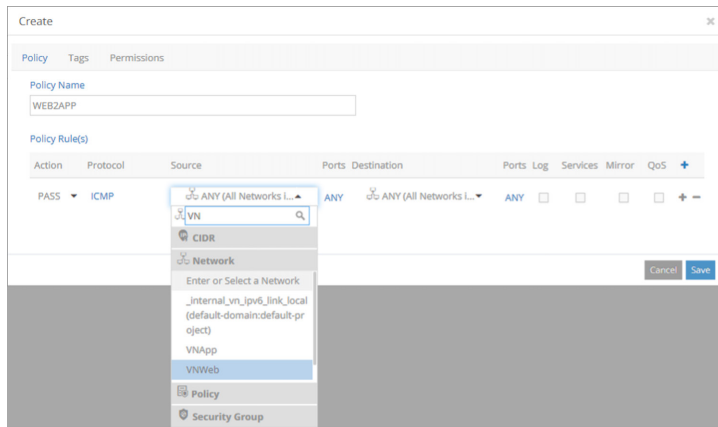 Create
Policy Tags Permissions
Policy Name
WEB2APP
Policy Rule(s)
Action Protocol Source Ports Destination Ports Log Services Mirror QoS
PASS ICMP ANY (All Networks i... ANY ANY (All Networks i... ANY
VN
CIDR
Network
Enter or Select a Network
_internal_vn_ipv6_link_local
(default-domain:default-pr
oject)
VNApp
VNWeb
Policy
Security Group
Cancel Save